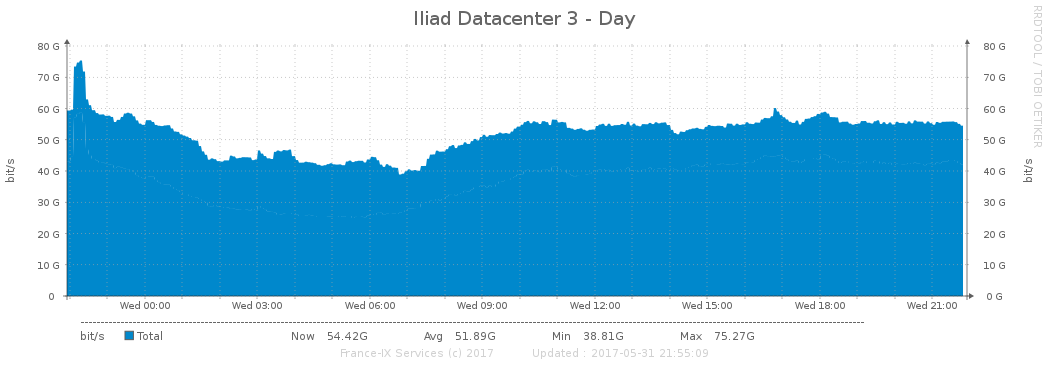 Iliad Datacenter 3 - Day
RRDTOOL / TOBI OETIKER
bit/s
80 G 80 G
70 G 70 G
60 G 60 G
50 G 50 G
40 G 40 G
30 G 30 G
20 G 20 G
10 G 10 G
0 0 G
bit/s
Wed 00:00 Wed 03:00 Wed 06:00 Wed 09:00 Wed 12:00 Wed 15:00 Wed 18:00 Wed 21:00
bit/s Total Now 54.42G Avg 51.89G Min 38.81G Max 75.27G
France-IX Services (c) 2017 Updated : 2017-05-31 21:55:09